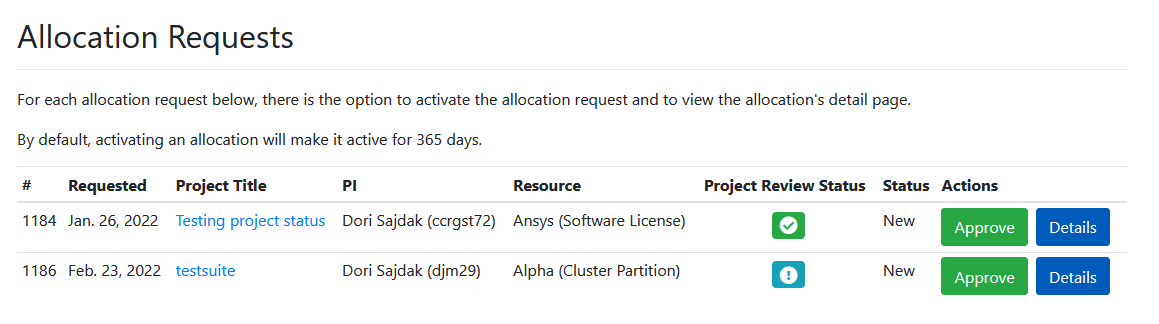 Allocation Requests
For each allocation request below, there is the option to activate the allocation request and to view the allocation's detail page.
By default, activating an allocation will make it active for 365 days.
# Requested Project Title PI Resource Project Review Status Status Actions
1184 Jan. 26, 2022 Testing project status Dori Sajdak (ccrgst72) Ansys (Software License) New Approve Details
1186 Feb. 23, 2022 testsuite Dori Sajdak (djm29) Alpha (Cluster Partition) New Approve Details